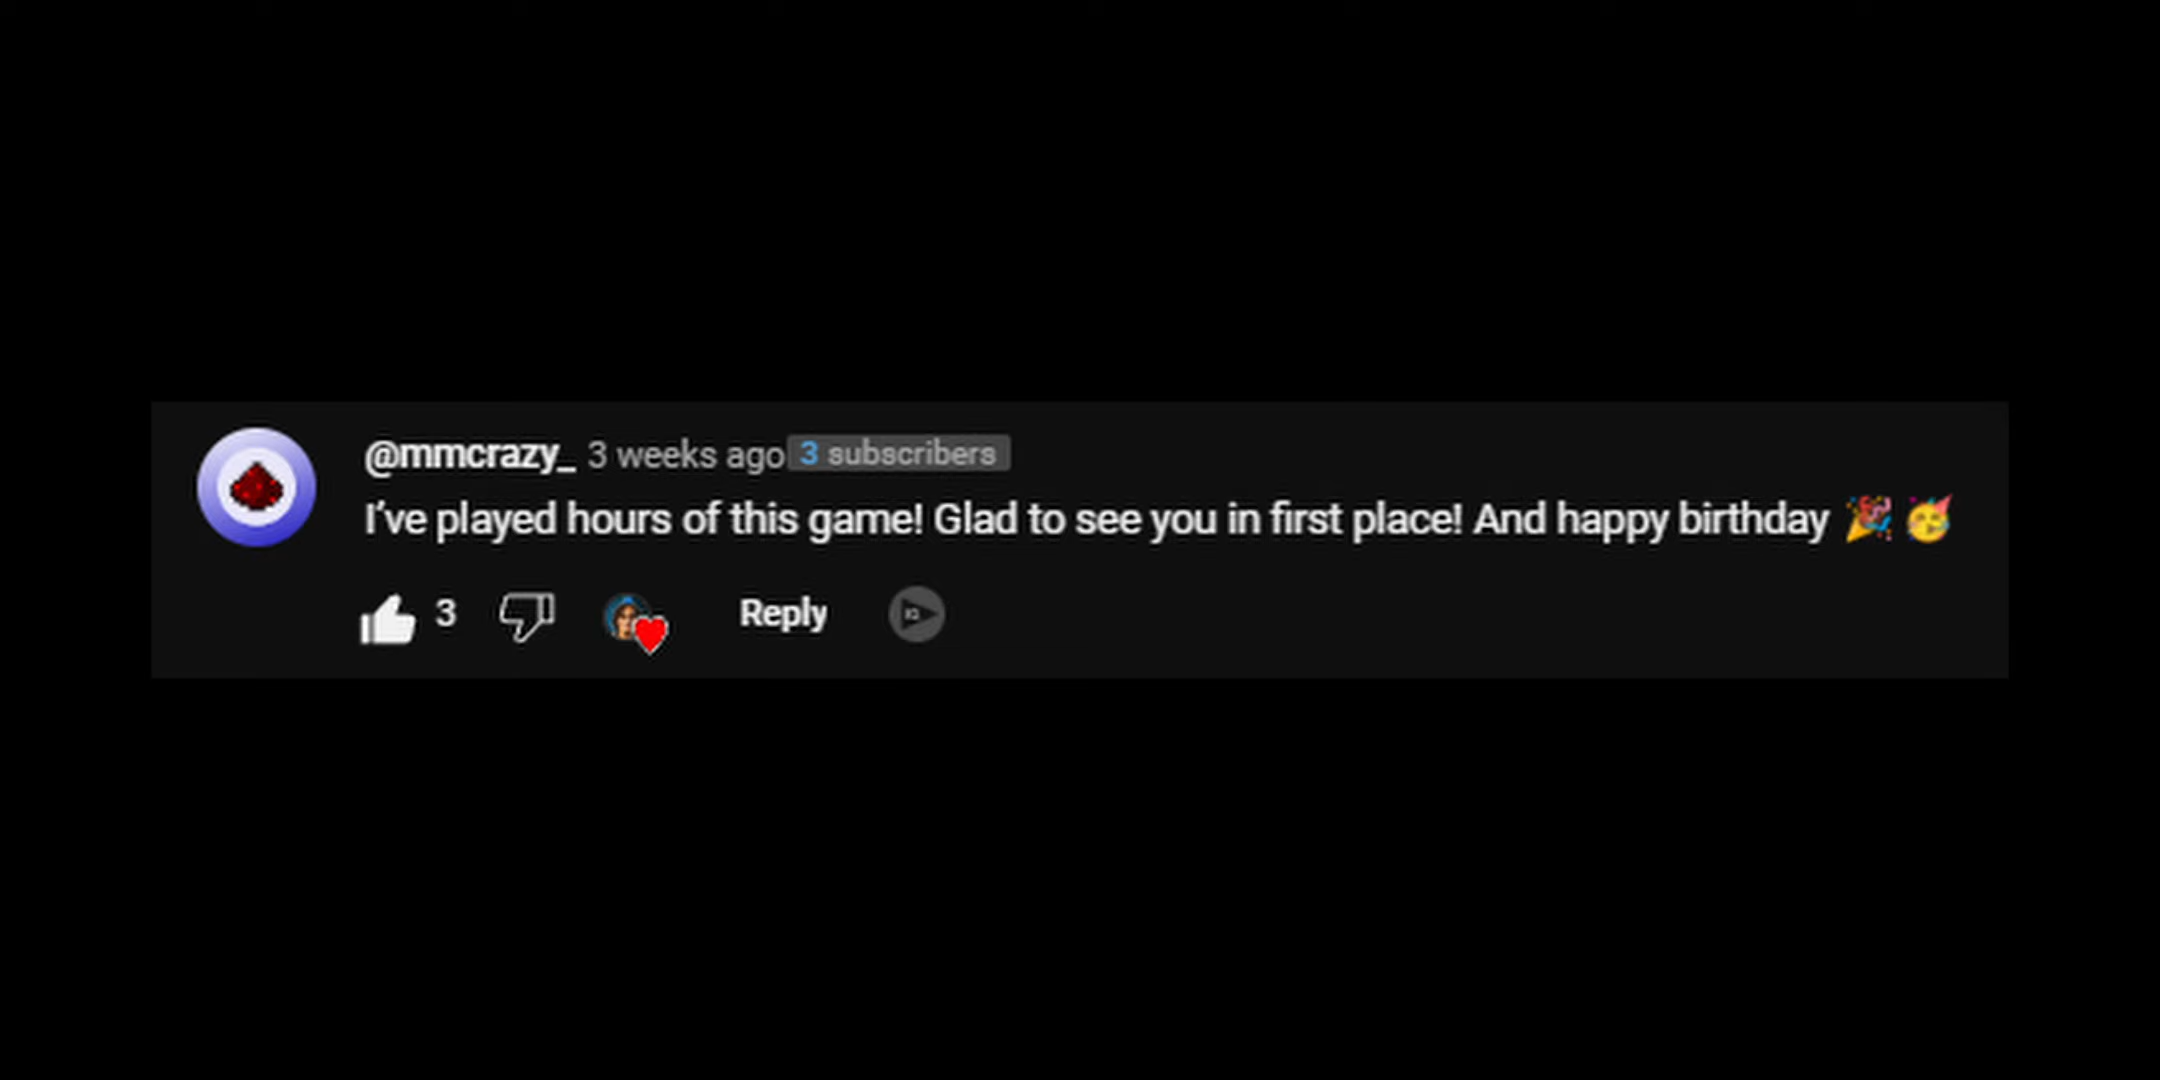 @mmcrazy_ 3 weeks ago 3 subscribers
I've played hours of this game! Glad to see you in first place! And happy birthday 🎉 🥳
3 Reply IQ